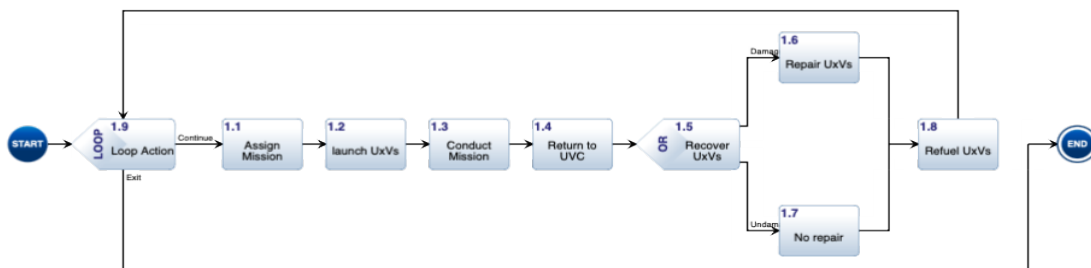 START
LOOP
1.9
Loop Action
Continue
Exit
1.1
Assign
Mission
1.2
launch UxVs
1.3
Conduct
Mission
1.4
Return to
UVC
OR
1.5
Recover
UxVs
Damag
1.6
Repair UxVs
Undam
1.7
No repair
1.8
Refuel UxVs
END